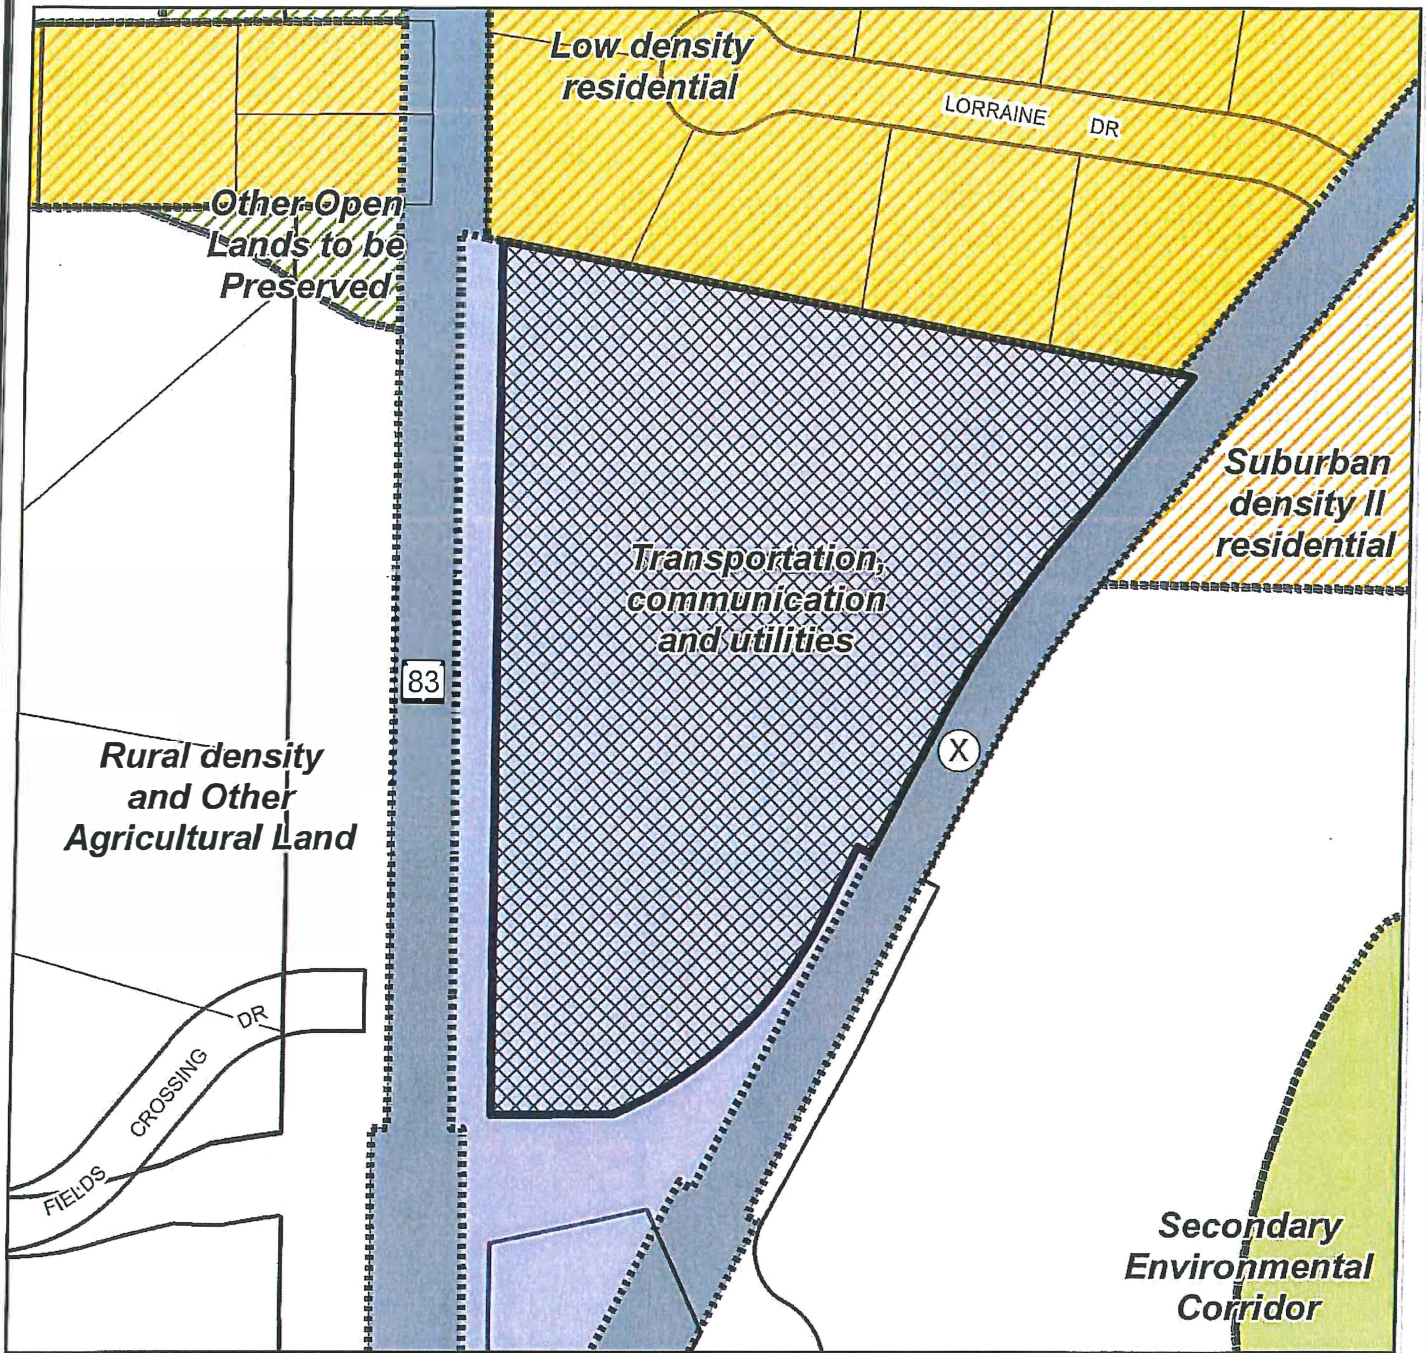 Low density
residential
LORRAINE DR
Other Open
Lands to be
Preserved
Suburban
density II
residential
Transportation,
communication
and utilities
83
X
Rural density
and Other
Agricultural Land
FIELDS CROSSING DR
Secondary
Environmental
Corridor